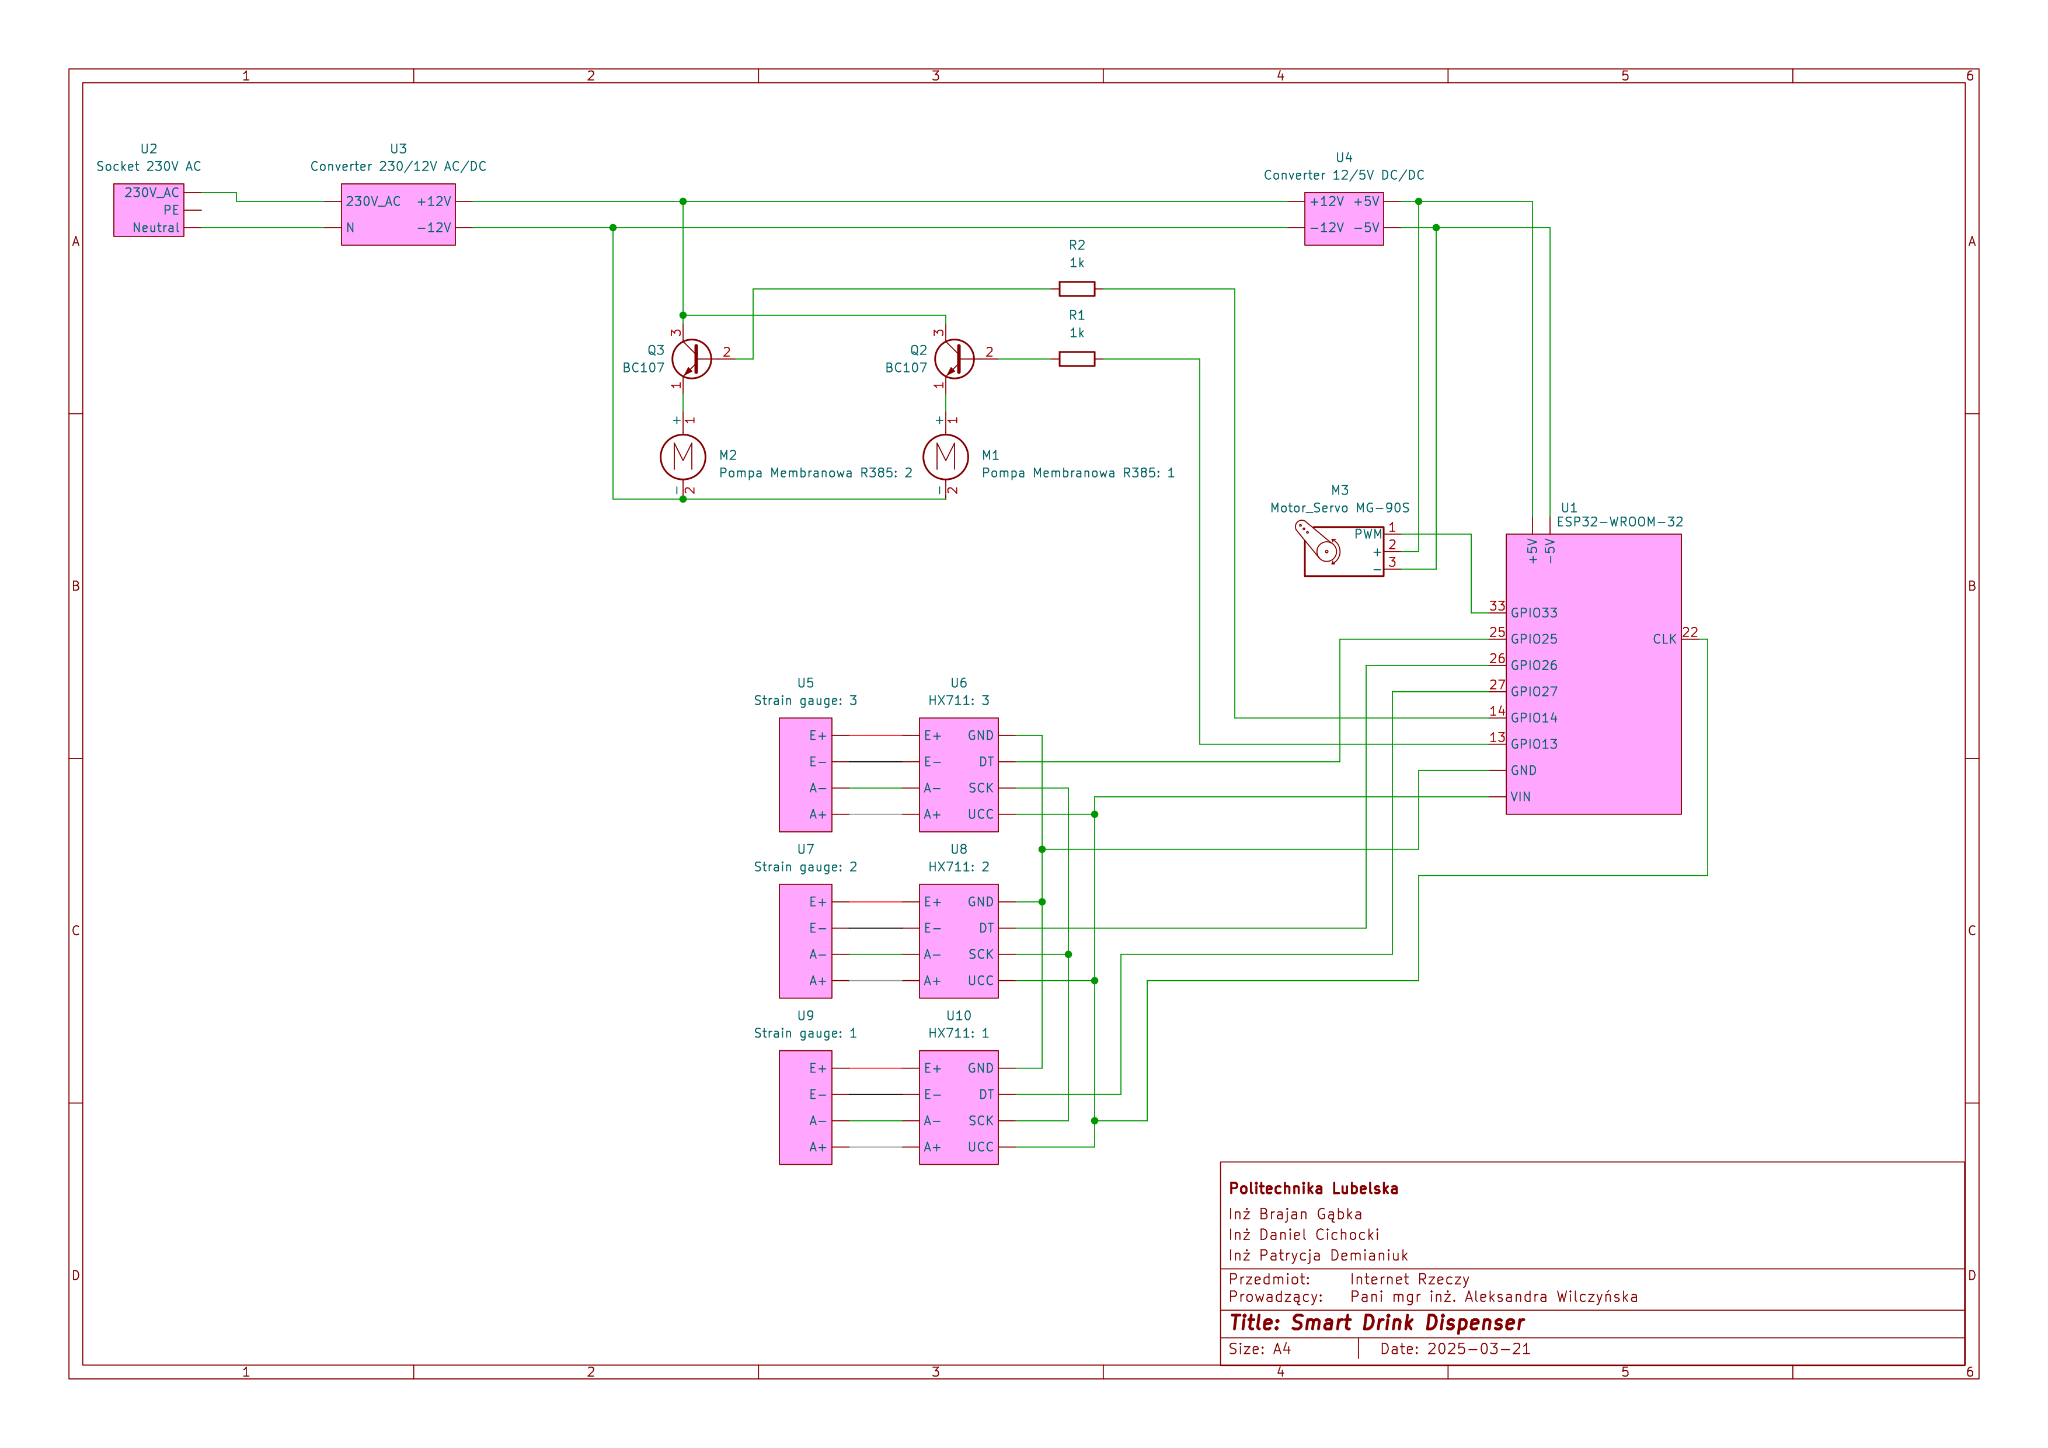 1 2 3 4 5 6
A A
B B
C C
D D
U2
Socket 230V AC
230V_AC
PE
Neutral
U3
Converter 230/12V AC/DC
230V_AC +12V
N -12V
U4
Converter 12/5V DC/DC
+12V +5V
-12V -5V
R2
1k
R1
1k
Q3
BC107
3
2
1
Q2
BC107
3
2
1
+ 1
M
M2
Pompa Membranowa R385: 2
- 2
+ 1
M
M1
Pompa Membranowa R385: 1
- 2
M3
Motor_Servo MG-90S
PWM 1
+ 2
- 3
U1
ESP32-WROOM-32
+5V
-5V
33 GPIO33
25 GPIO25
CLK 22
26 GPIO26
27 GPIO27
14 GPIO14
13 GPIO13
GND
VIN
U5
Strain gauge: 3
E+
E-
A-
A+
U6
HX711: 3
E+ GND
E- DT
A- SCK
A+ UCC
U7
Strain gauge: 2
E+
E-
A-
A+
U8
HX711: 2
E+ GND
E- DT
A- SCK
A+ UCC
U9
Strain gauge: 1
E+
E-
A-
A+
U10
HX711: 1
E+ GND
E- DT
A- SCK
A+ UCC
Politechnika Lubelska
Inż Brajan Gąbka
Inż Daniel Cichocki
Inż Patrycja Demianiuk
Przedmiot: Internet Rzeczy
Prowadzący: Pani mgr inż. Aleksandra Wilczyńska
Title: Smart Drink Dispenser
Size: A4 Date: 2025-03-21
1 2 3 4 5 6